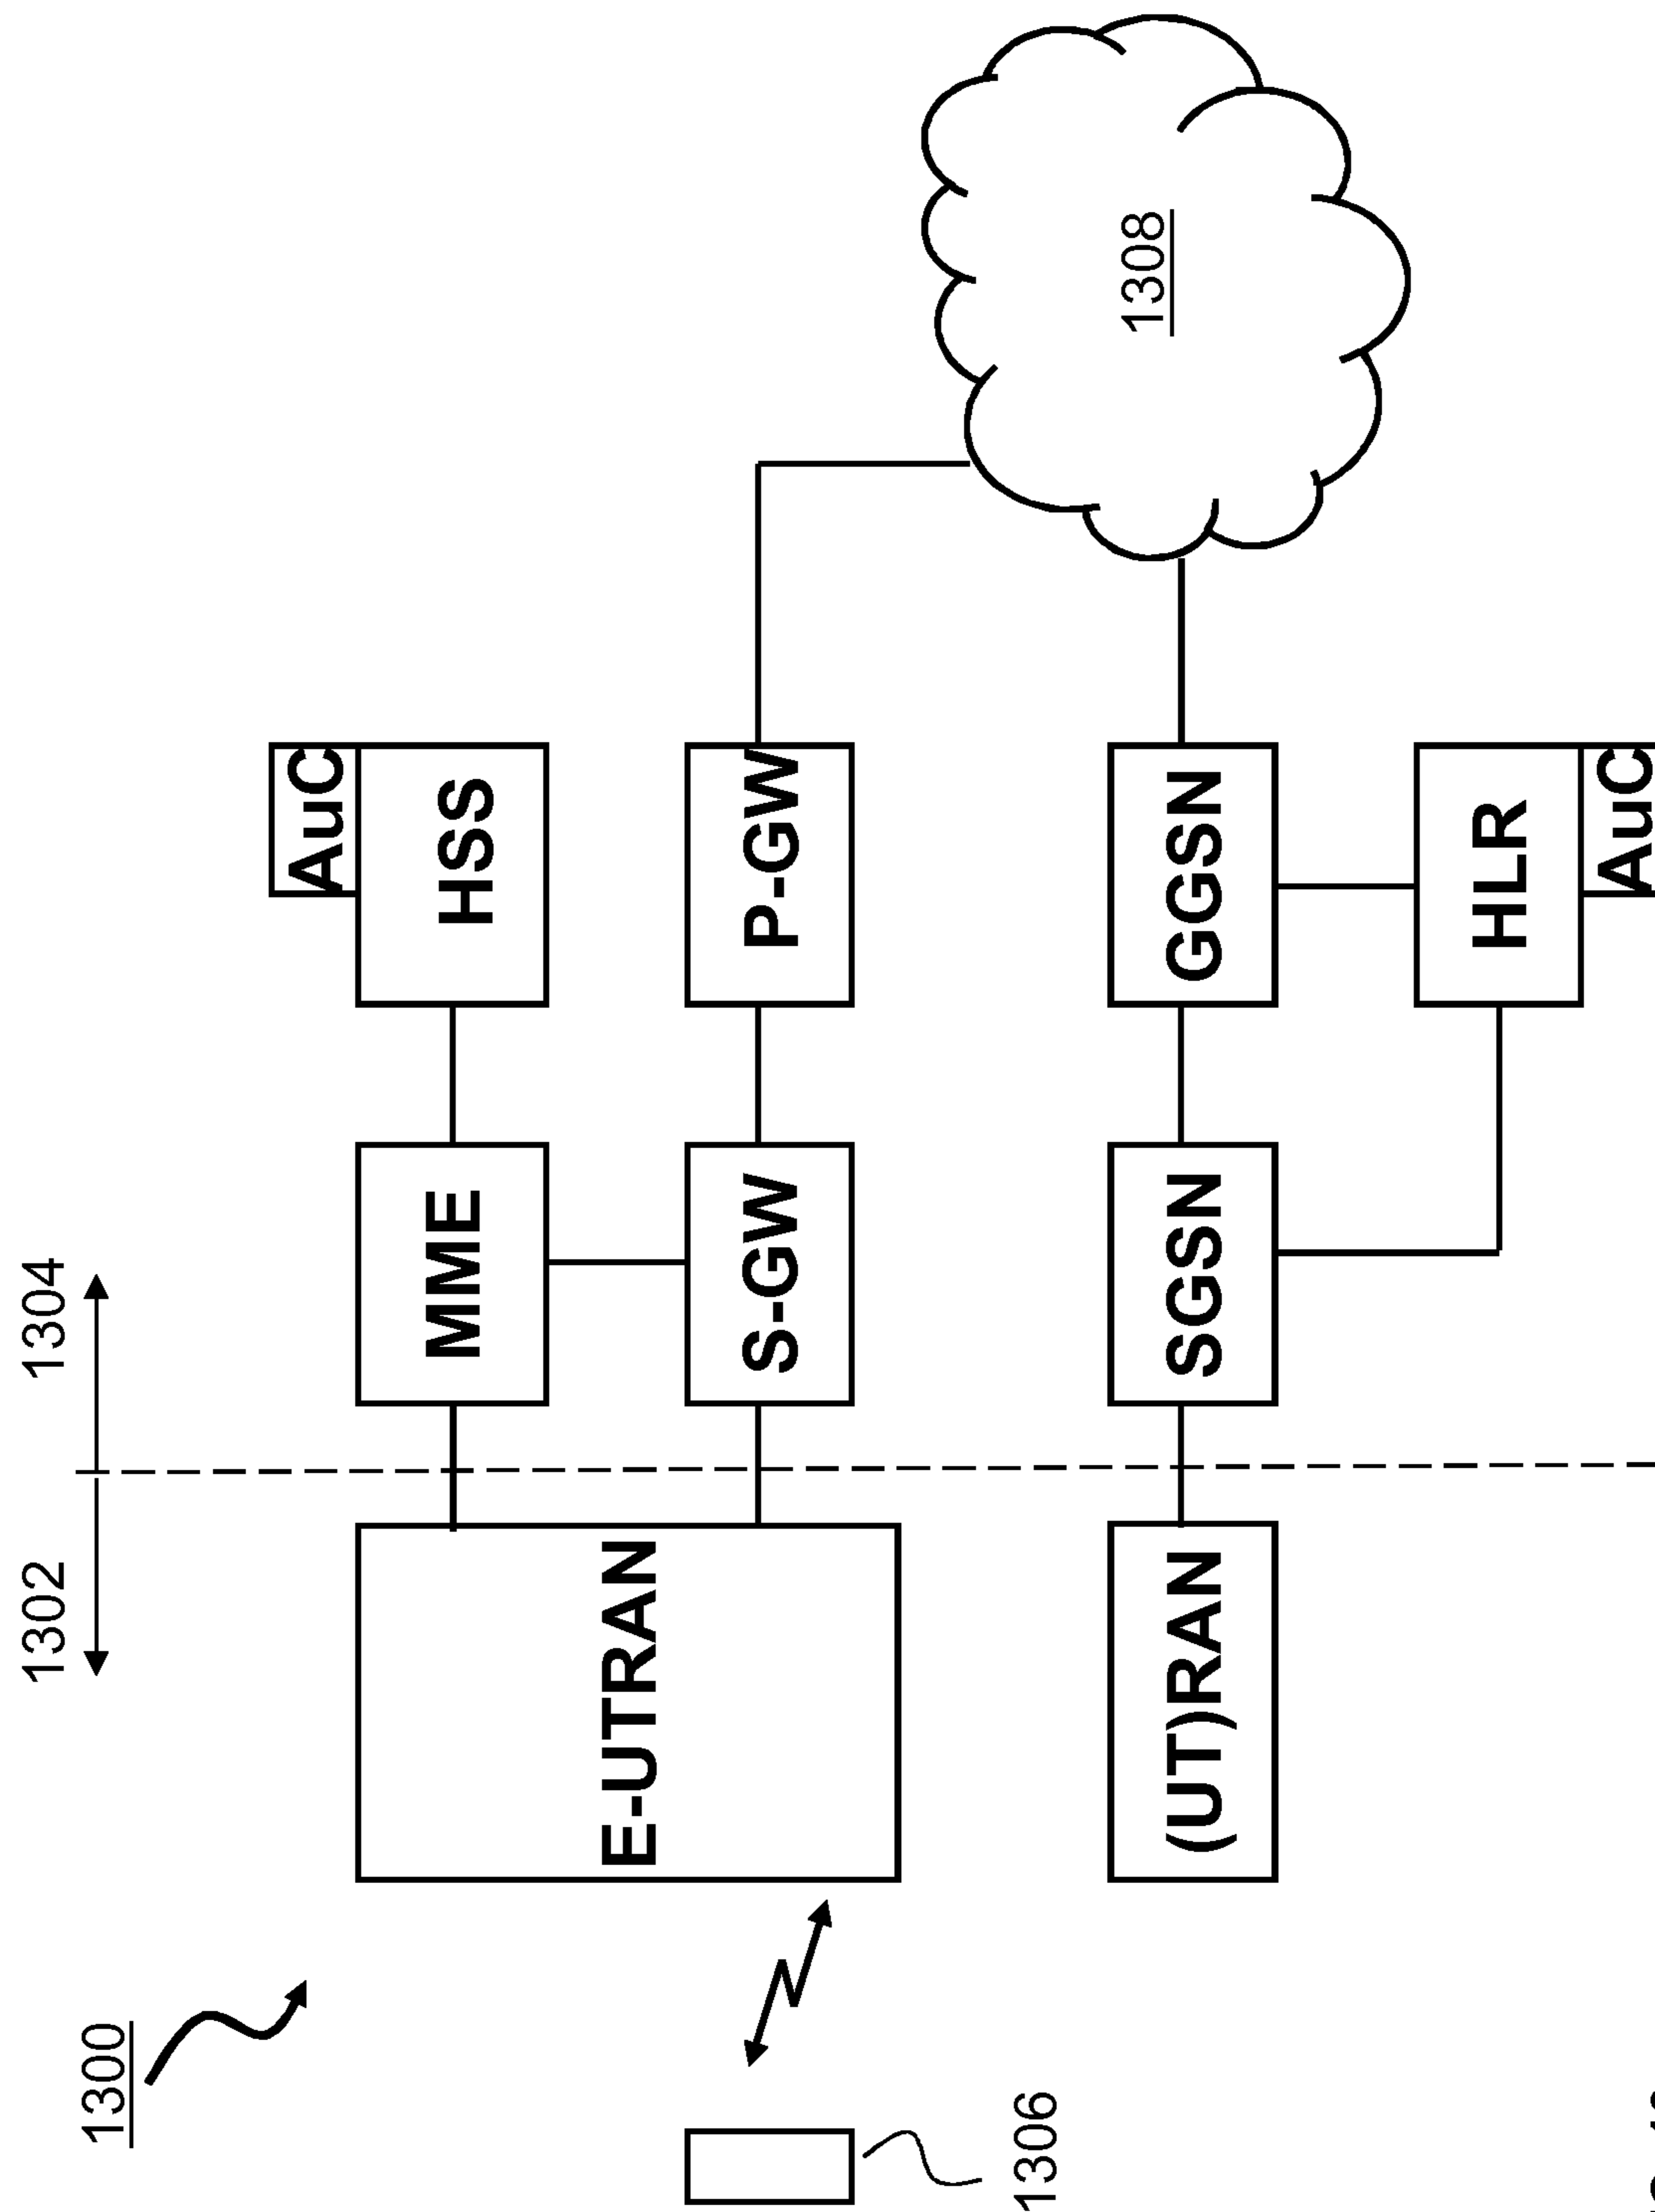 1300
1302
1304
AuC
HSS
MME
E-UTRAN
S-GW
P-GW
1306
1308
(UT)RAN
SGSN
GGSN
HLR
AuC